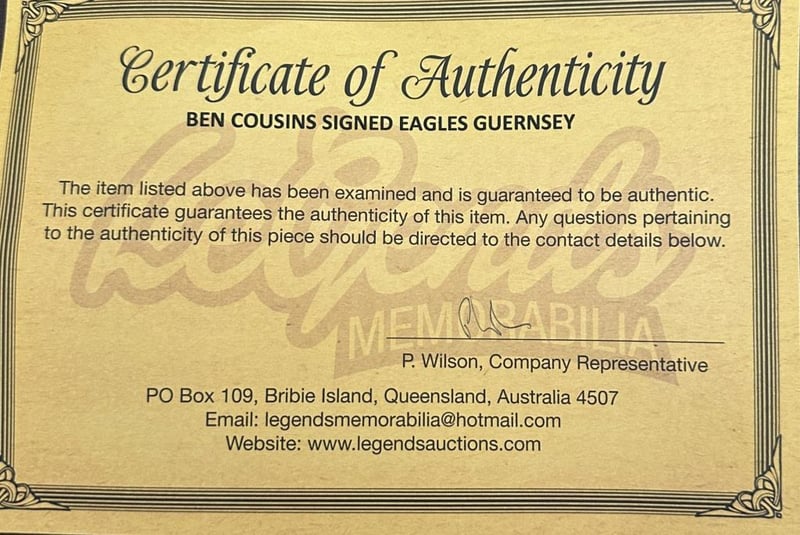 Certificate of Authenticity
BEN COUSINS SIGNED EAGLES GUERNSEY
The item listed above has been examined and is guaranteed to be authentic.
This certificate guarantees the authenticity of this item. Any questions pertaining
to the authenticity of this piece should be directed to the contact details below.
Legends
MEMORABILIA
P. Wilson, Company Representative
PO Box 109, Bribie Island, Queensland, Australia 4507
Email: legendsmemorabilia@hotmail.com
Website: www.legendsauctions.com